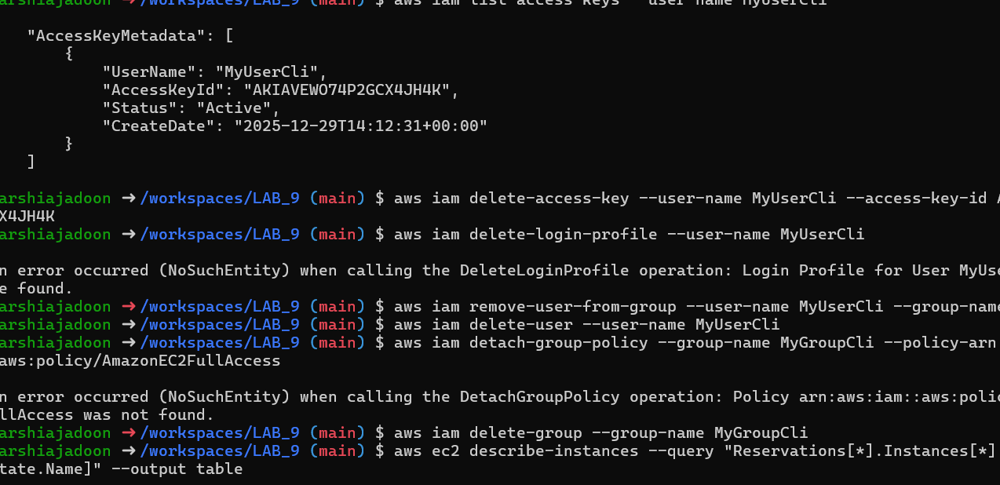 arshiajadoon ➜ /workspaces/LAB_9 (main) $ aws iam list-access-keys --user-name MyUserCli
"AccessKeyMetadata": [
{
"UserName": "MyUserCli",
"AccessKeyId": "AKIAVEWO74P2GCX4JH4K",
"Status": "Active",
"CreateDate": "2025-12-29T14:12:31+00:00"
}
]
arshiajadoon ➜ /workspaces/LAB_9 (main) $ aws iam delete-access-key --user-name MyUserCli --access-key-id A
X4JH4K
arshiajadoon ➜ /workspaces/LAB_9 (main) $ aws iam delete-login-profile --user-name MyUserCli
n error occurred (NoSuchEntity) when calling the DeleteLoginProfile operation: Login Profile for User MyUse
e found.
arshiajadoon ➜ /workspaces/LAB_9 (main) $ aws iam remove-user-from-group --user-name MyUserCli --group-name
arshiajadoon ➜ /workspaces/LAB_9 (main) $ aws iam delete-user --user-name MyUserCli
arshiajadoon ➜ /workspaces/LAB_9 (main) $ aws iam detach-group-policy --group-name MyGroupCli --policy-arn
aws:policy/AmazonEC2FullAccess
n error occurred (NoSuchEntity) when calling the DetachGroupPolicy operation: Policy arn:aws:iam::aws:polic
llAccess was not found.
arshiajadoon ➜ /workspaces/LAB_9 (main) $ aws iam delete-group --group-name MyGroupCli
arshiajadoon ➜ /workspaces/LAB_9 (main) $ aws ec2 describe-instances --query "Reservations[*].Instances[*]
tate.Name]" --output table